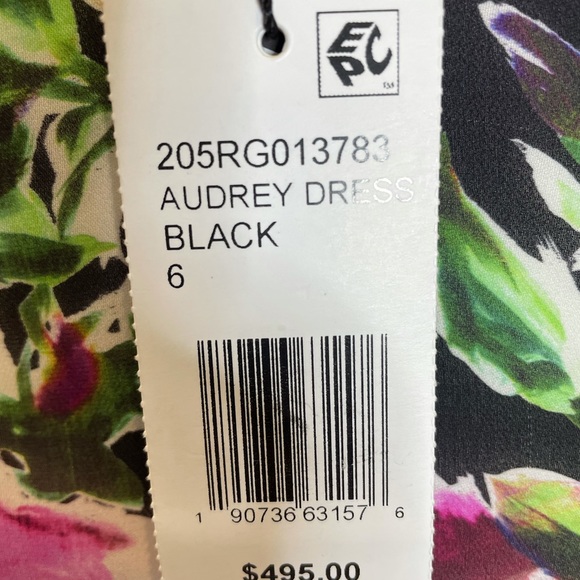 EPC
205RG013783
AUDREY DRESS
BLACK
6
1 90736 63157 6
$495.00